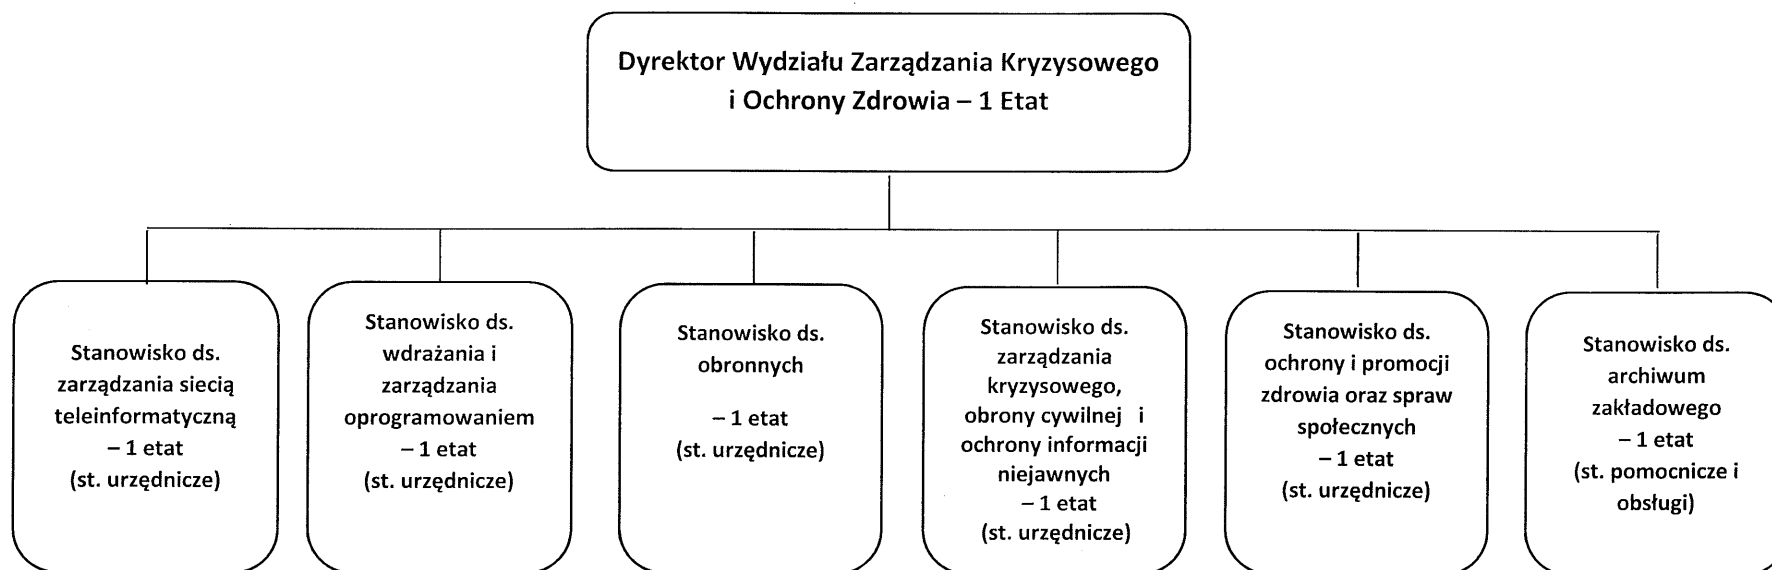 Dyrektor Wydziału Zarządzania Kryzysowego
i Ochrony Zdrowia – 1 Etat
Stanowisko ds.
zarządzania siecią
teleinformatyczną
– 1 etat
(st. urzędnicze)
Stanowisko ds.
wdrażania i
zarządzania
oprogramowaniem
– 1 etat
(st. urzędnicze)
Stanowisko ds.
obronnych
– 1 etat
(st. urzędnicze)
Stanowisko ds.
zarządzania
kryzysowego,
obrony cywilnej i
ochrony informacji
niejawnych
– 1 etat
(st. urzędnicze)
Stanowisko ds.
ochrony i promocji
zdrowia oraz spraw
społecznych
– 1 etat
(st. urzędnicze)
Stanowisko ds.
archiwum
zakładowego
– 1 etat
(st. pomocnicze i
obsługi)